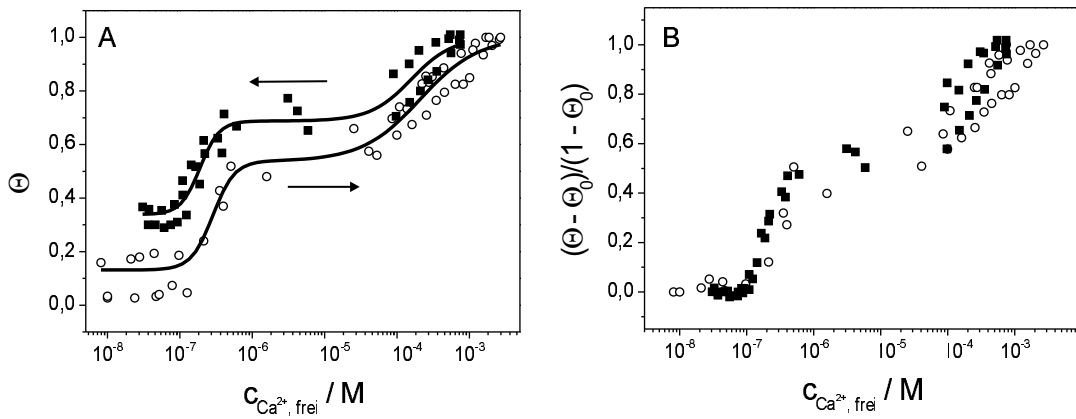 A
1,0
0,8
0,6
0,4
0,2
0,0
Θ
10⁻⁸ 10⁻⁷ 10⁻⁶ 10⁻⁵ 10⁻⁴ 10⁻³
c Ca²⁺, frei / M
B
1,0
0,8
0,6
0,4
0,2
0,0
(Θ - Θ₀)/(1 - Θ₀)
10⁻⁸ 10⁻⁷ 10⁻⁶ 10⁻⁵ 10⁻⁴ 10⁻³
c Ca²⁺, frei / M